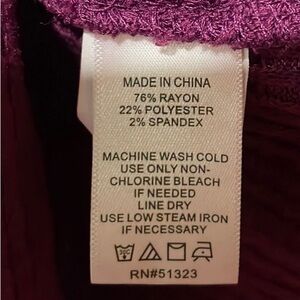 MADE IN CHINA
76% RAYON
22% POLYESTER
2% SPANDEX
MACHINE WASH COLD
USE ONLY NON-
CHLORINE BLEACH
IF NEEDED
LINE DRY
USE LOW STEAM IRON
IF NECESSARY
RN#51323